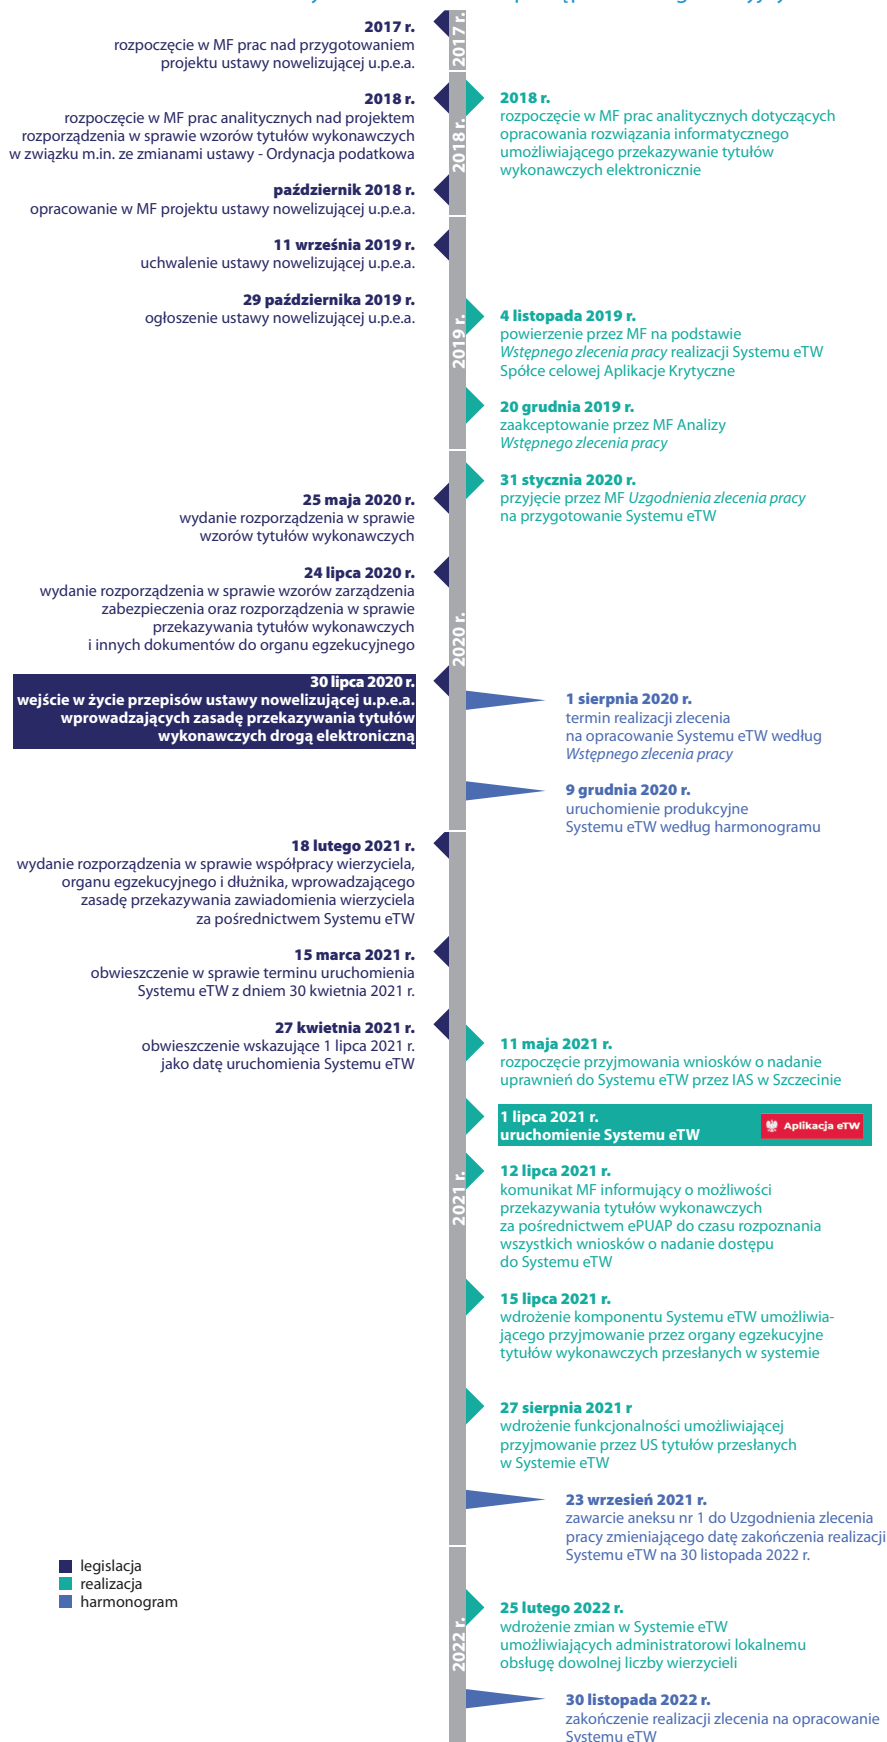 2017 r.
rozpoczęcie w MF prac nad przygotowaniem
projektu ustawy nowelizującej u.p.e.a.
2017 r.
2018 r.
rozpoczęcie w MF prac analitycznych nad projektem
rozporządzenia w sprawie wzorów tytułów wykonawczych
w związku m.in. ze zmianami ustawy - Ordynacja podatkowa
2018 r.
rozpoczęcie w MF prac analitycznych dotyczących
opracowania rozwiązania informatycznego
umożliwiającego przekazywanie tytułów
wykonawczych elektronicznie
2018 r.
październik 2018 r.
opracowanie w MF projektu ustawy nowelizującej u.p.e.a.
11 września 2019 r.
uchwalenie ustawy nowelizującej u.p.e.a.
29 października 2019 r.
ogłoszenie ustawy nowelizującej u.p.e.a.
2019 r.
4 listopada 2019 r.
powierzenie przez MF na podstawie
Wstępnego zlecenia pracy realizacji Systemu eTW
Spółce celowej Aplikacje Krytyczne
20 grudnia 2019 r.
zaakceptowanie przez MF Analizy
Wstępnego zlecenia pracy
31 stycznia 2020 r.
przyjęcie przez MF Uzgodnienia zlecenia pracy
na przygotowanie Systemu eTW
25 maja 2020 r.
wydanie rozporządzenia w sprawie
wzorów tytułów wykonawczych
24 lipca 2020 r.
wydanie rozporządzenia w sprawie wzorów zarządzenia
zabezpieczenia oraz rozporządzenia w sprawie
przekazywania tytułów wykonawczych
i innych dokumentów do organu egzekucyjnego
2020 r.
30 lipca 2020 r.
wejście w życie przepisów ustawy nowelizującej u.p.e.a.
wprowadzających zasadę przekazywania tytułów
wykonawczych drogą elektroniczną
1 sierpnia 2020 r.
termin realizacji zlecenia
na opracowanie Systemu eTW według
Wstępnego zlecenia pracy
9 grudnia 2020 r.
uruchomienie produkcyjne
Systemu eTW według harmonogramu
18 lutego 2021 r.
wydanie rozporządzenia w sprawie współpracy wierzyciela,
organu egzekucyjnego i dłużnika, wprowadzającego
zasadę przekazywania zawiadomienia wierzyciela
za pośrednictwem Systemu eTW
15 marca 2021 r.
obwieszczenie w sprawie terminu uruchomienia
Systemu eTW z dniem 30 kwietnia 2021 r.
27 kwietnia 2021 r.
obwieszczenie wskazujące 1 lipca 2021 r.
jako datę uruchomienia Systemu eTW
11 maja 2021 r.
rozpoczęcie przyjmowania wniosków o nadanie
uprawnień do Systemu eTW przez IAS w Szczecinie
1 lipca 2021 r.
uruchomienie Systemu eTW
Aplikacja eTW
2021 r.
12 lipca 2021 r.
komunikat MF informujący o możliwości
przekazywania tytułów wykonawczych
za pośrednictwem ePUAP do czasu rozpoznania
wszystkich wniosków o nadanie dostępu
do Systemu eTW
15 lipca 2021 r.
wdrożenie komponentu Systemu eTW umożliwia-
jącego przyjmowanie przez organy egzekucyjne
tytułów wykonawczych przesłanych w systemie
27 sierpnia 2021 r
wdrożenie funkcjonalności umożliwiającej
przyjmowanie przez US tytułów przesłanych
w Systemie eTW
23 wrzesień 2021 r.
zawarcie aneksu nr 1 do Uzgodnienia zlecenia
pracy zmieniającego datę zakończenia realizacji
Systemu eTW na 30 listopada 2022 r.
legislacja
realizacja
harmonogram
2022 r.
25 lutego 2022 r.
wdrożenie zmian w Systemie eTW
umożliwiających administratorowi lokalnemu
obsługę dowolnej liczby wierzycieli
30 listopada 2022 r.
zakończenie realizacji zlecenia na opracowanie
Systemu eTW